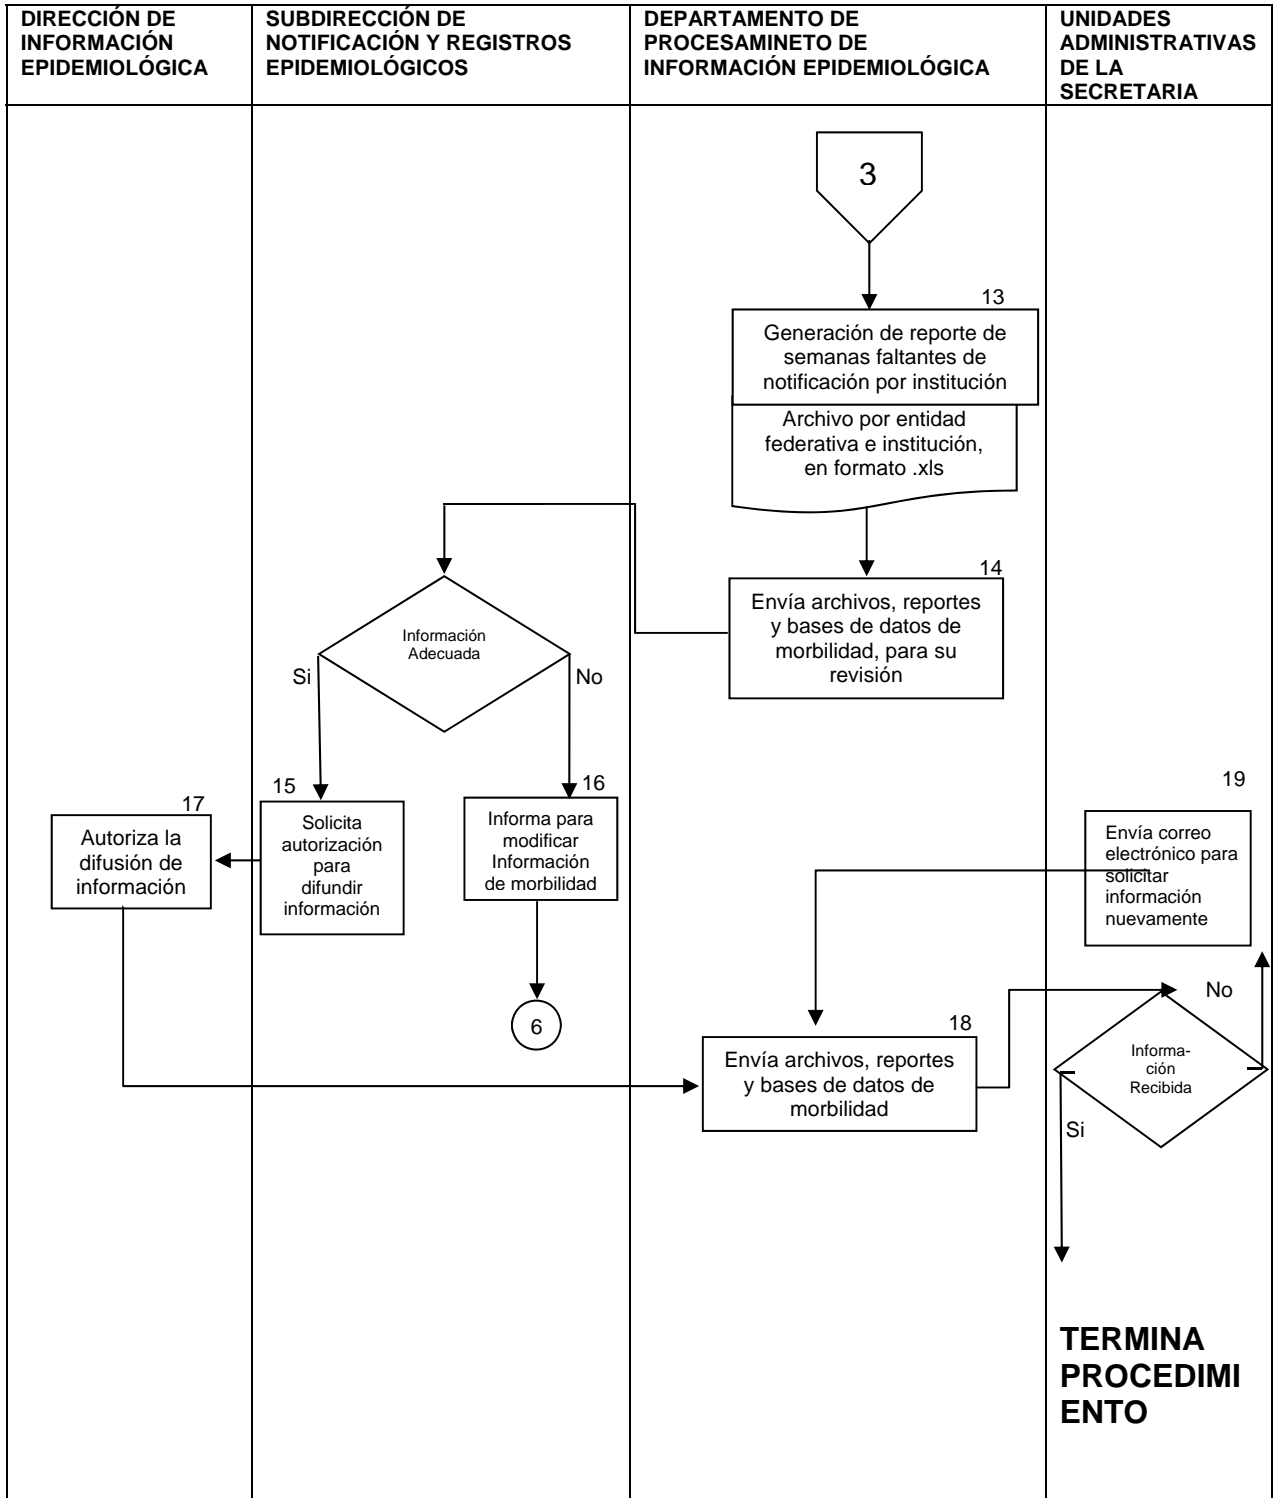 DIRECCIÓN DE
INFORMACIÓN
EPIDEMIOLÓGICA
SUBDIRECCIÓN DE
NOTIFICACIÓN Y REGISTROS
EPIDEMIOLÓGICOS
DEPARTAMENTO DE
PROCESAMINETO DE
INFORMACIÓN EPIDEMIOLÓGICA
UNIDADES
ADMINISTRATIVAS
DE LA
SECRETARIA
3
13
Generación de reporte de
semanas faltantes de
notificación por institución
Archivo por entidad
federativa e institución,
en formato .xls
14
Envía archivos, reportes
y bases de datos de
morbilidad, para su
revisión
Información
Adecuada
Si
No
15
Solicita
autorización
para
difundir
información
16
Informa para
modificar
Información
de morbilidad
6
17
Autoriza la
difusión de
información
18
Envía archivos, reportes
y bases de datos de
morbilidad
19
Envía correo
electrónico para
solicitar
información
nuevamente
No
Informa-
ción
Recibida
Si
TERMINA
PROCEDIMI
ENTO